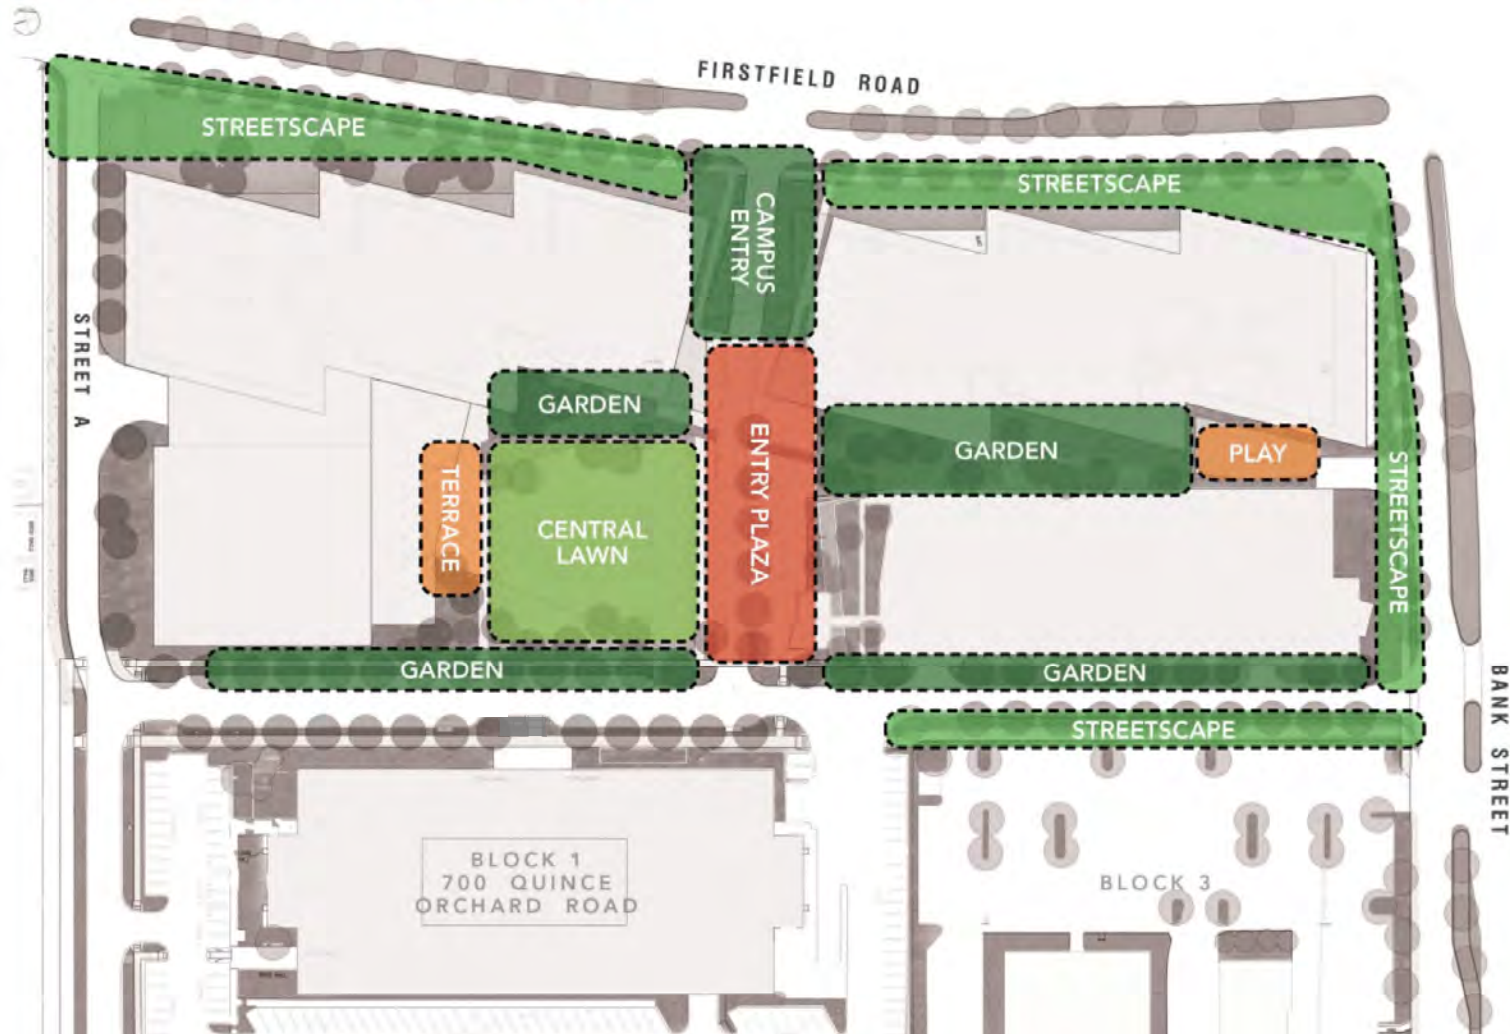 FIRSTFIELD ROAD
STREETSCAPE
STREETSCAPE
CAMPUS
ENTRY
STREET A
GARDEN
ENTRY PLAZA
GARDEN
PLAY
TERRACE
CENTRAL
LAWN
STREETSCAPE
GARDEN
GARDEN
STREETSCAPE
BANK STREET
BLOCK 1
700 QUINCE
ORCHARD ROAD
BLOCK 3